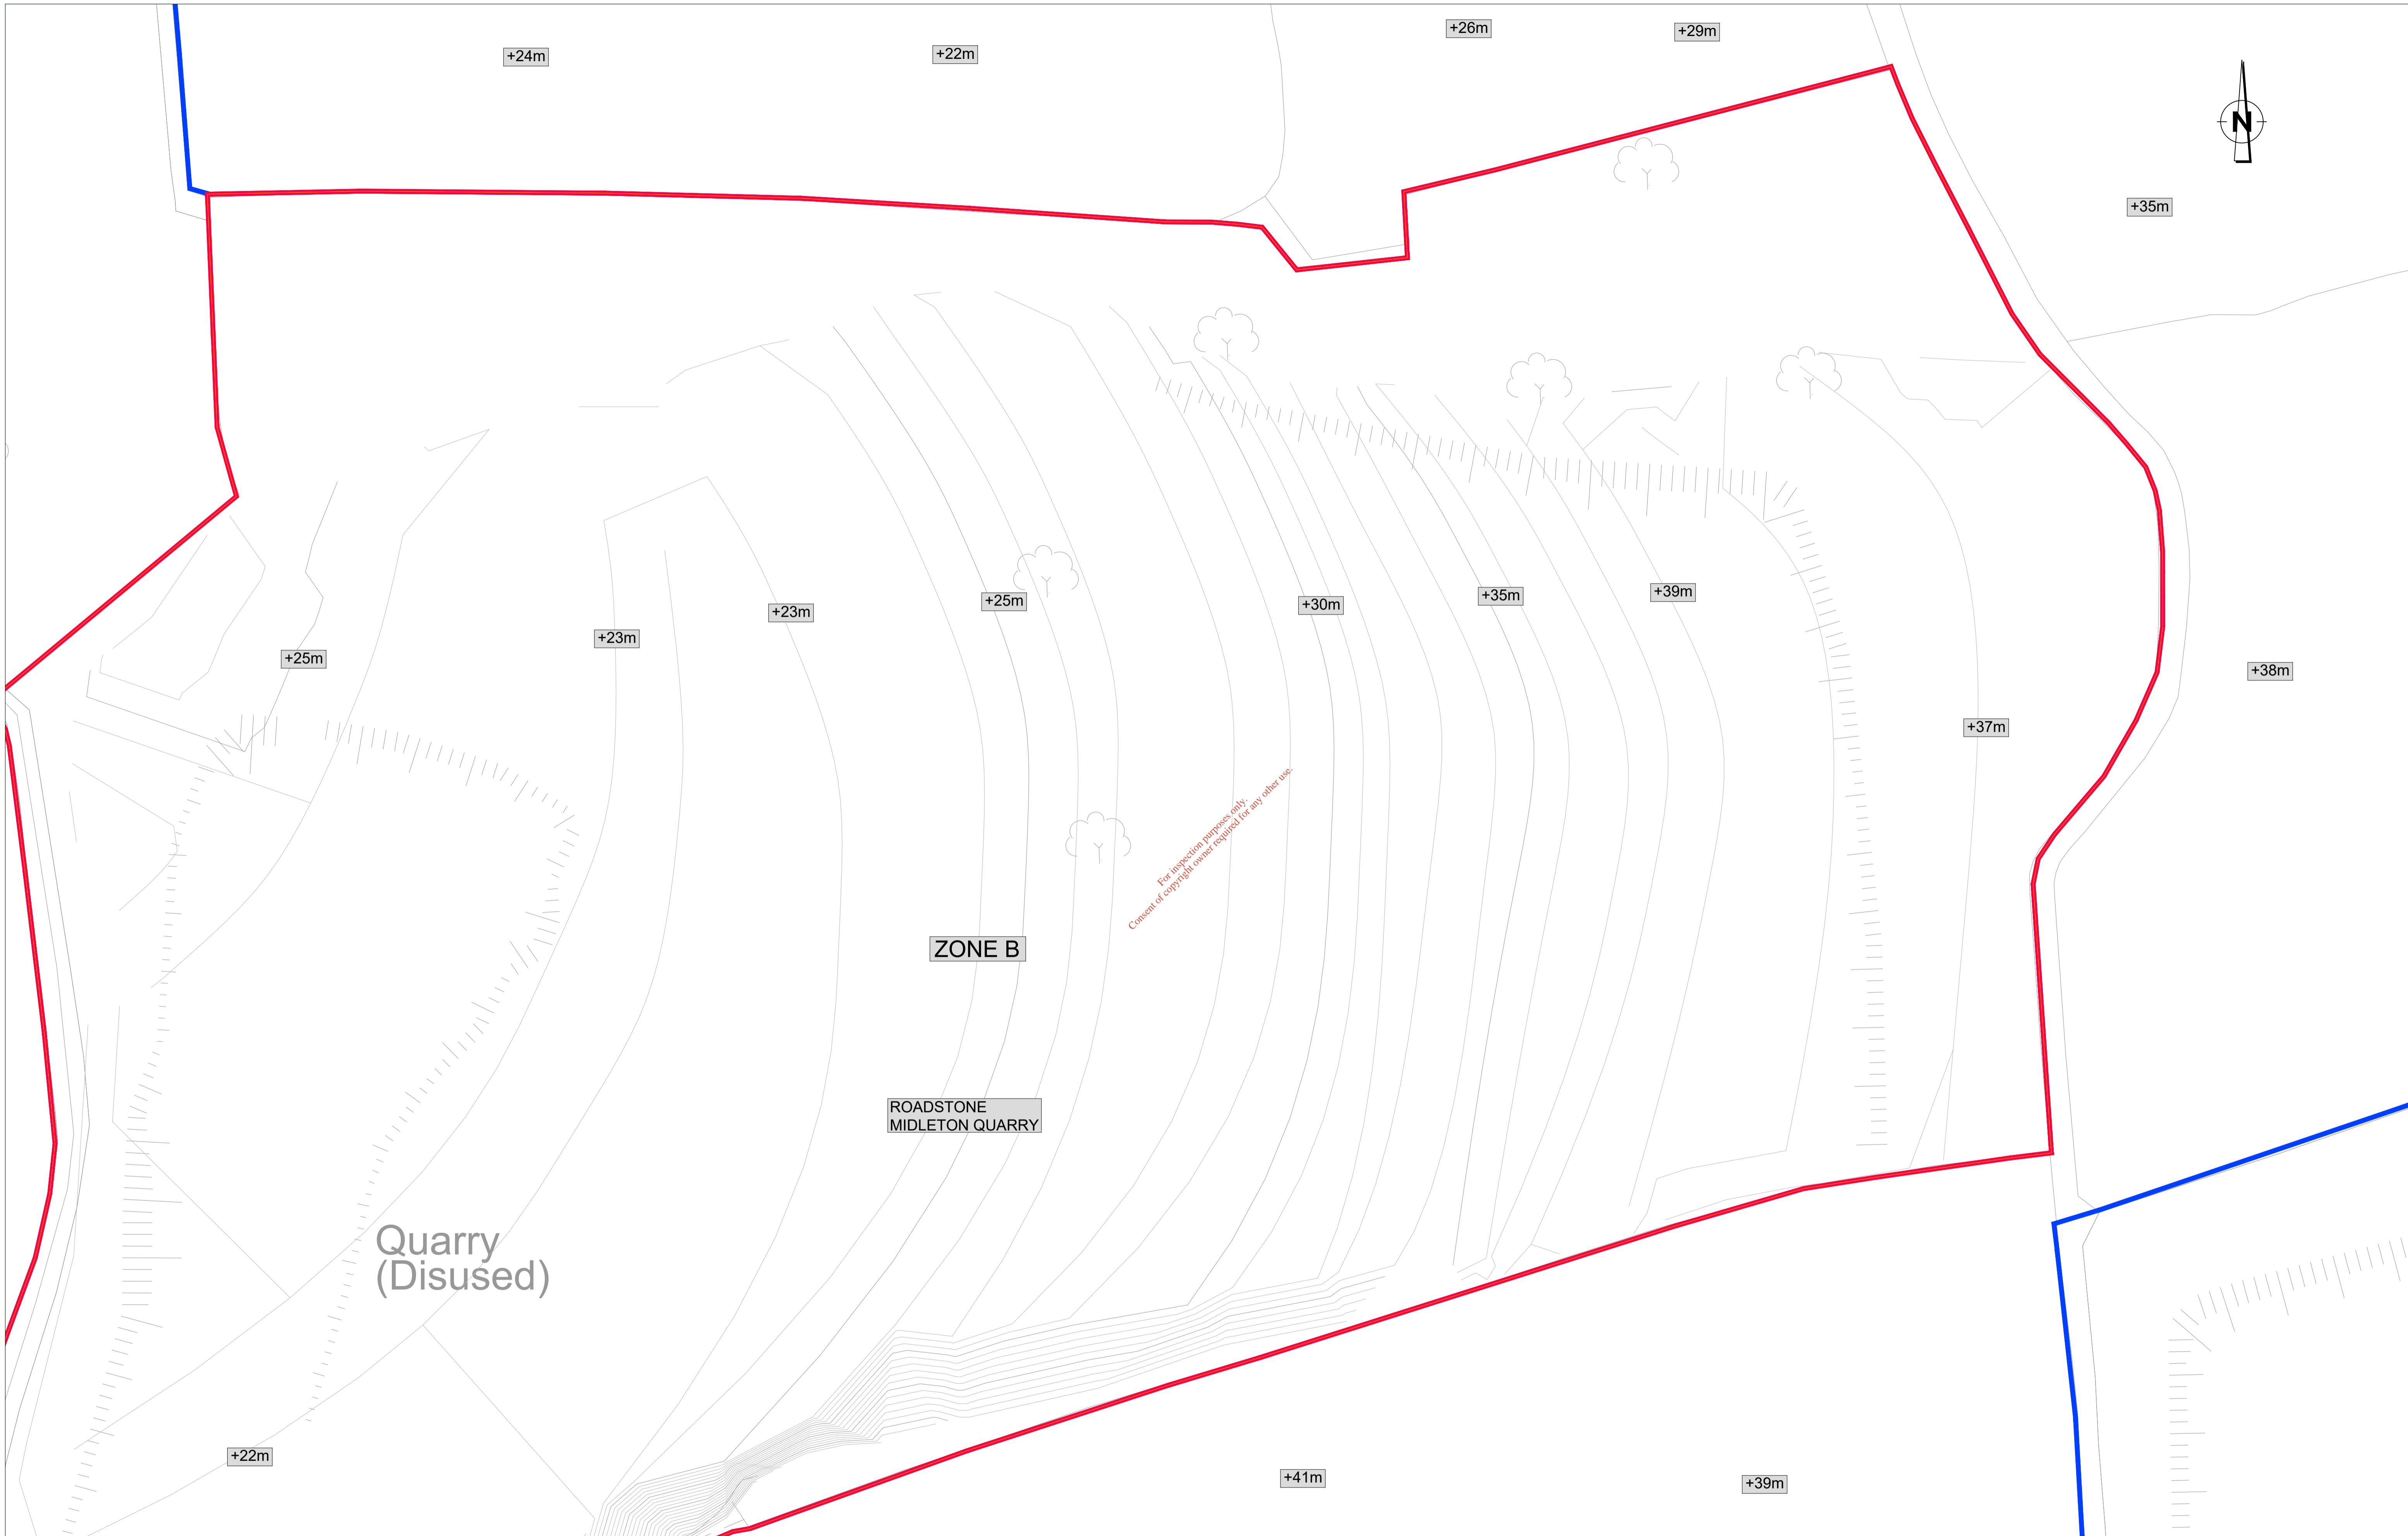 +24m
+22m
+26m
+29m
N
+35m
+25m
+23m
+23m
+25m
+30m
+35m
+39m
+37m
+38m
For inspection purposes only.
Consent of copyright owner required for any other use.
ZONE B
ROADSTONE
MIDLETON QUARRY
Quarry
(Disused)
+22m
+41m
+39m